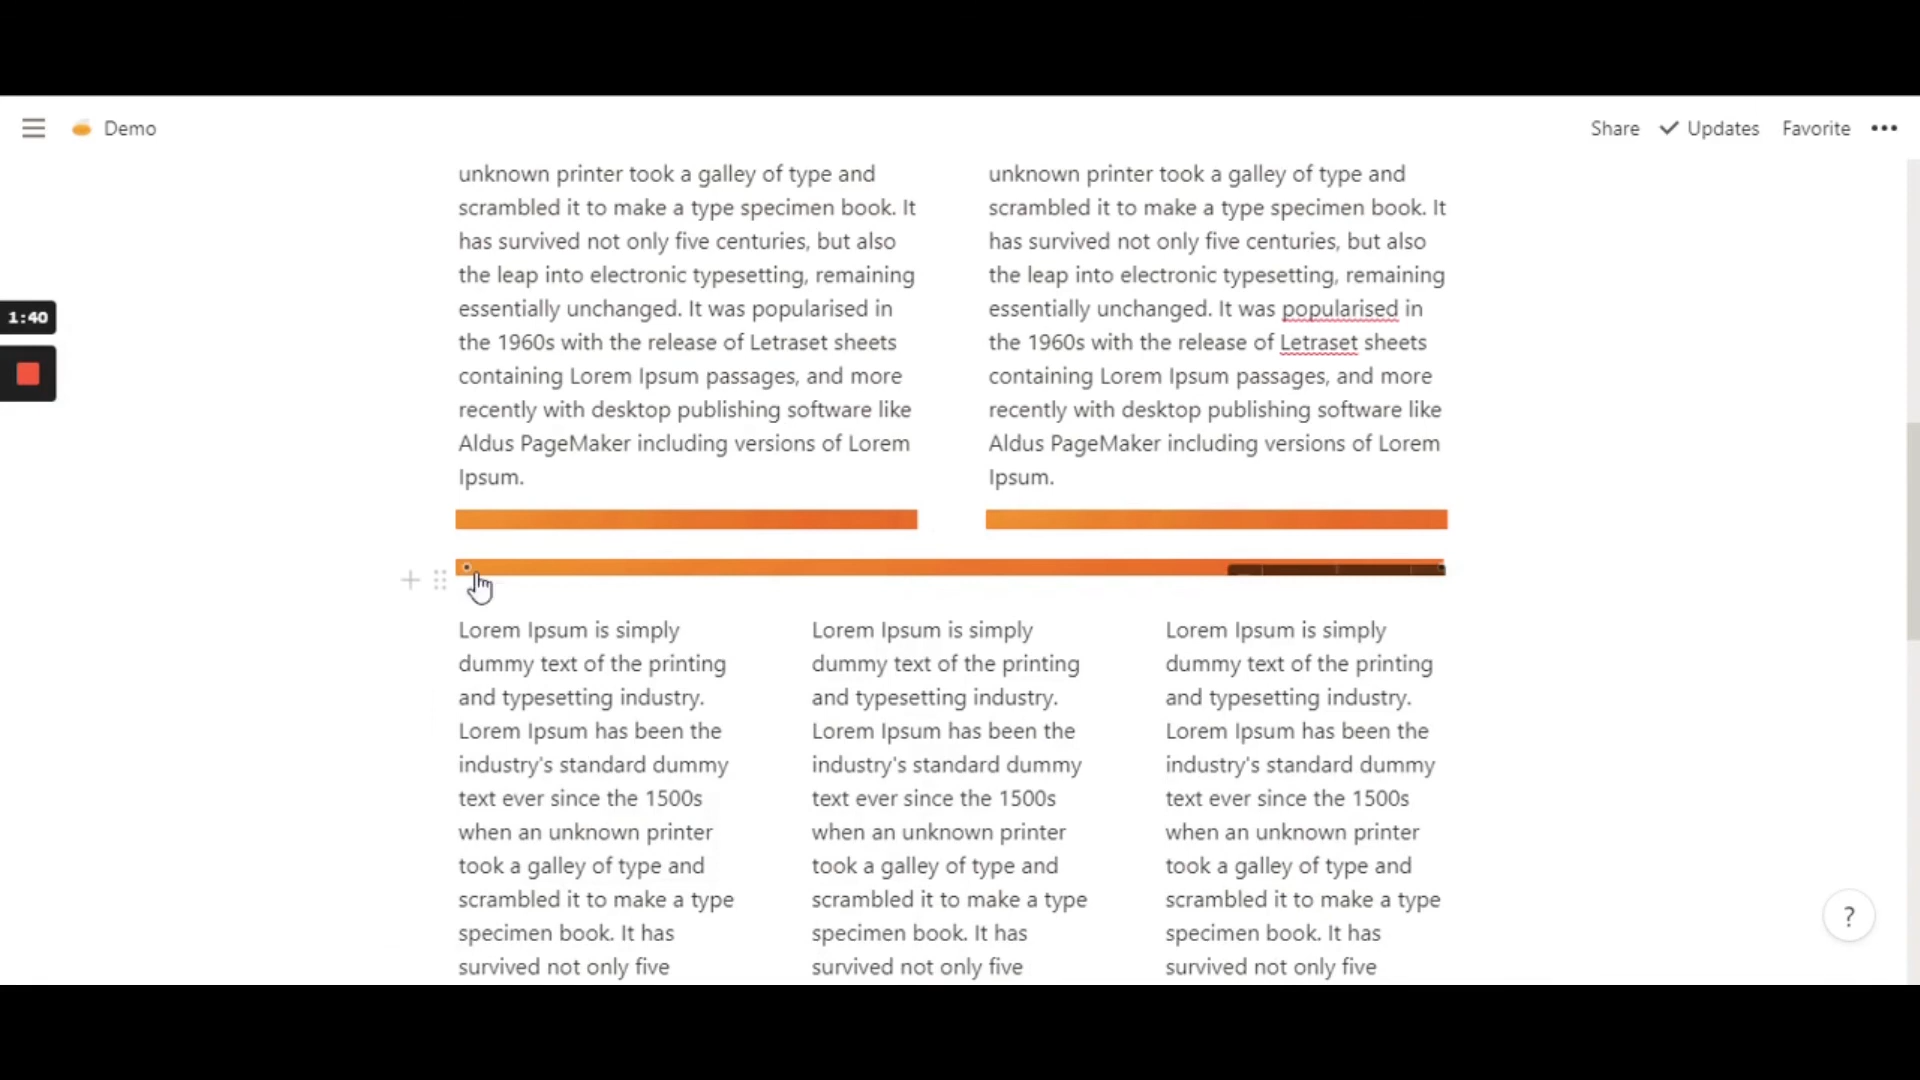 Demo
Share
Updates
Favorite
unknown printer took a galley of type and
scrambled it to make a type specimen book. It
has survived not only five centuries, but also
the leap into electronic typesetting, remaining
essentially unchanged. It was popularised in
the 1960s with the release of Letraset sheets
containing Lorem Ipsum passages, and more
recently with desktop publishing software like
Aldus PageMaker including versions of Lorem
Ipsum.
unknown printer took a galley of type and
scrambled it to make a type specimen book. It
has survived not only five centuries, but also
the leap into electronic typesetting, remaining
essentially unchanged. It was popularised in
the 1960s with the release of Letraset sheets
containing Lorem Ipsum passages, and more
recently with desktop publishing software like
Aldus PageMaker including versions of Lorem
Ipsum.
1:40
Lorem Ipsum is simply
dummy text of the printing
and typesetting industry.
Lorem Ipsum has been the
industry's standard dummy
text ever since the 1500s
when an unknown printer
took a galley of type and
scrambled it to make a type
specimen book. It has
survived not only five
Lorem Ipsum is simply
dummy text of the printing
and typesetting industry.
Lorem Ipsum has been the
industry's standard dummy
text ever since the 1500s
when an unknown printer
took a galley of type and
scrambled it to make a type
specimen book. It has
survived not only five
Lorem Ipsum is simply
dummy text of the printing
and typesetting industry.
Lorem Ipsum has been the
industry's standard dummy
text ever since the 1500s
when an unknown printer
took a galley of type and
scrambled it to make a type
specimen book. It has
survived not only five
?